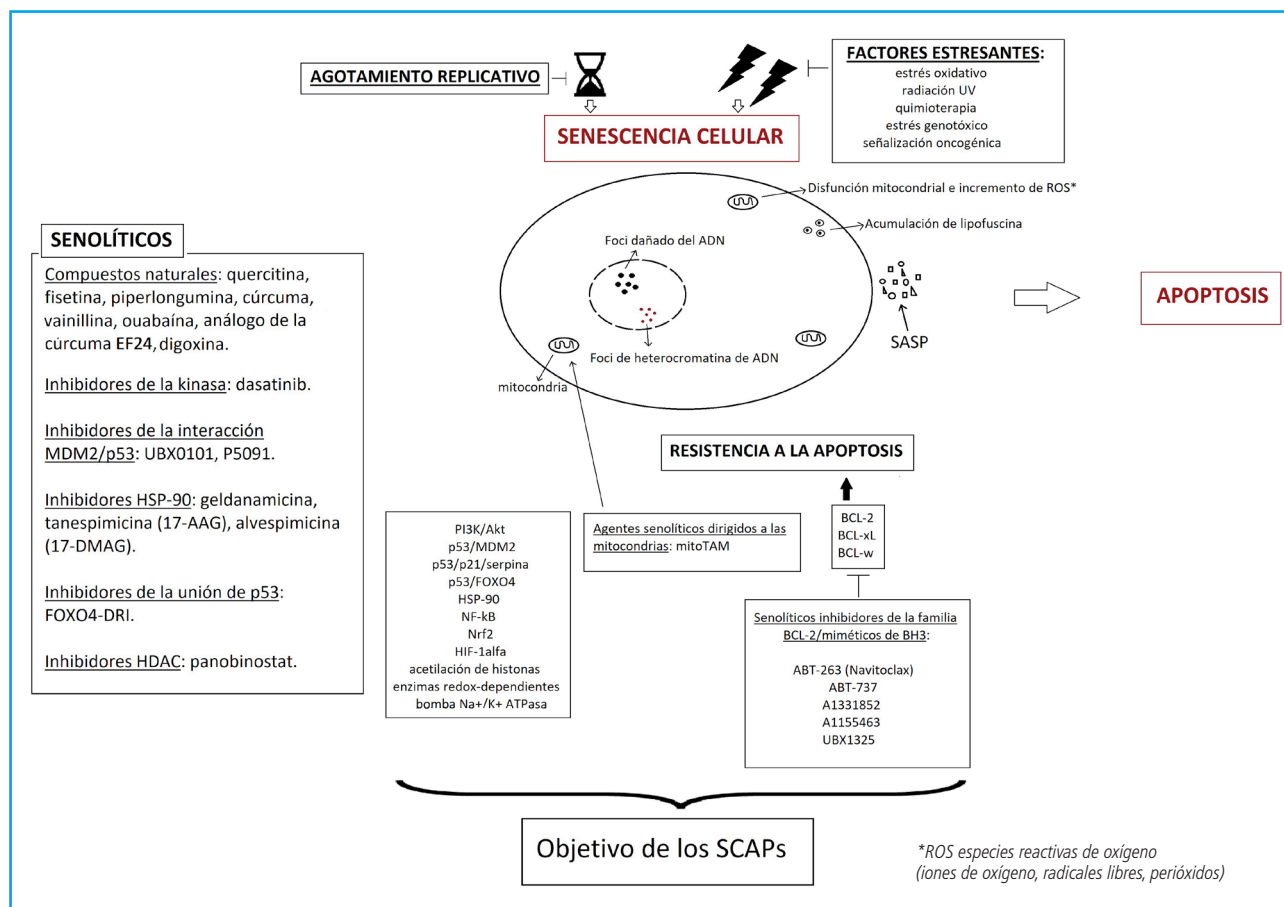 AGOTAMIENTO REPLICATIVO
FACTORES ESTRESANTES:
estrés oxidativo
radiación UV
quimioterapia
estrés genotóxico
señalización oncogénica
SENESCENCIA CELULAR
Disfunción mitocondrial e incremento de ROS*
Acumulación de lipofuscina
Foci dañado del ADN
Foci de heterocromatina de ADN
mitocondria
SASP
APOPTOSIS
SENOLÍTICOS
Compuestos naturales: quercitina,
fisetina, piperlongumina, cúrcuma,
vainillina, ouabaína, análogo de la
cúrcuma EF24, digoxina.
Inhibidores de la kinasa: dasatinib.
Inhibidores de la interacción
MDM2/p53: UBX0101, P5091.
Inhibidores HSP-90: geldanamicina,
tanespimicina (17-AAG), alvespimicina
(17-DMAG).
Inhibidores de la unión de p53:
FOXO4-DRI.
Inhibidores HDAC: panobinostat.
PI3K/Akt
p53/MDM2
p53/p21/serpina
p53/FOXO4
HSP-90
NF-kB
Nrf2
HIF-1alfa
acetilación de histonas
enzimas redox-dependientes
bomba Na+/K+ ATPasa
Agentes senolíticos dirigidos a las
mitocondrias: mitoTAM
RESISTENCIA A LA APOPTOSIS
BCL-2
BCL-xL
BCL-w
Senolíticos inhibidores de la familia
BCL-2/miméticos de BH3:
ABT-263 (Navitoclax)
ABT-737
A1331852
A1155463
UBX1325
Objetivo de los SCAPs
*ROS especies reactivas de oxígeno
(iones de oxígeno, radicales libres, perióxidos)